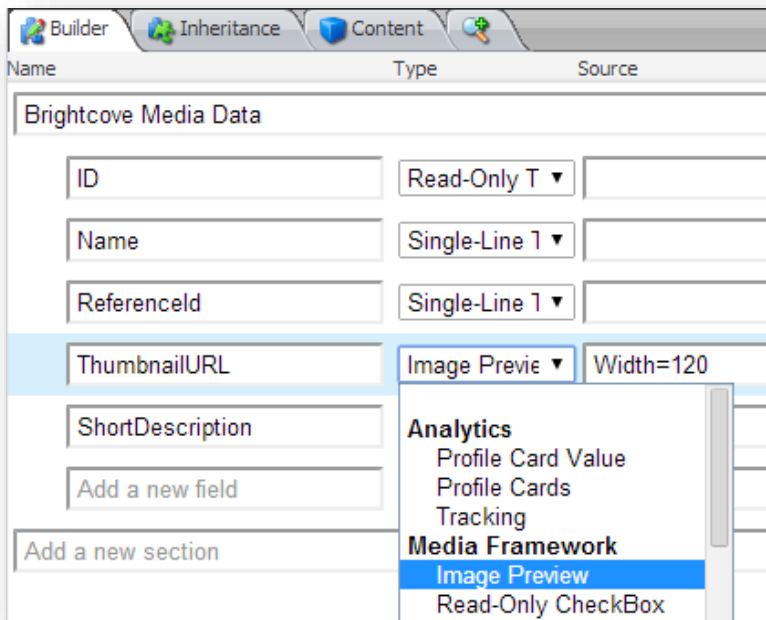 Builder Inheritance Content
Name Type Source
Brightcove Media Data
ID Read-Only T
Name Single-Line T
ReferenceId Single-Line T
ThumbnailURL Image Previe Width=120
ShortDescription
Analytics
Profile Card Value
Add a new field Profile Cards
Tracking
Add a new section Media Framework
Image Preview
Read-Only CheckBox